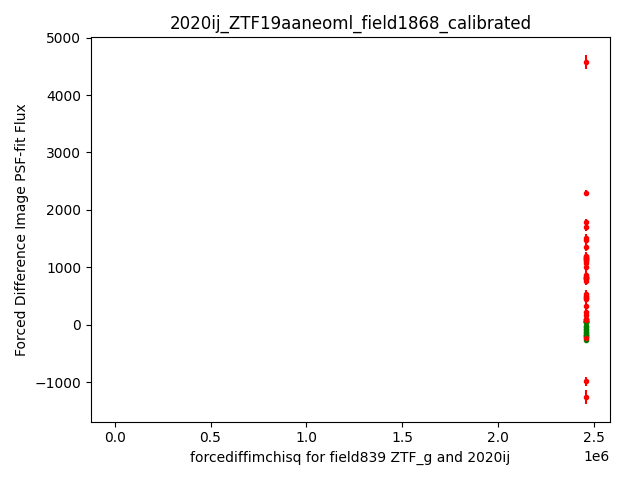 2020ij_ZTF19aaneoml_field1868_calibrated
Forced Difference Image PSF-fit Flux
5000
4000
3000
2000
1000
0
−1000
0.0 0.5 1.0 1.5 2.0 2.5
1e6
forcediffimchisq for field839 ZTF_g and 2020ij